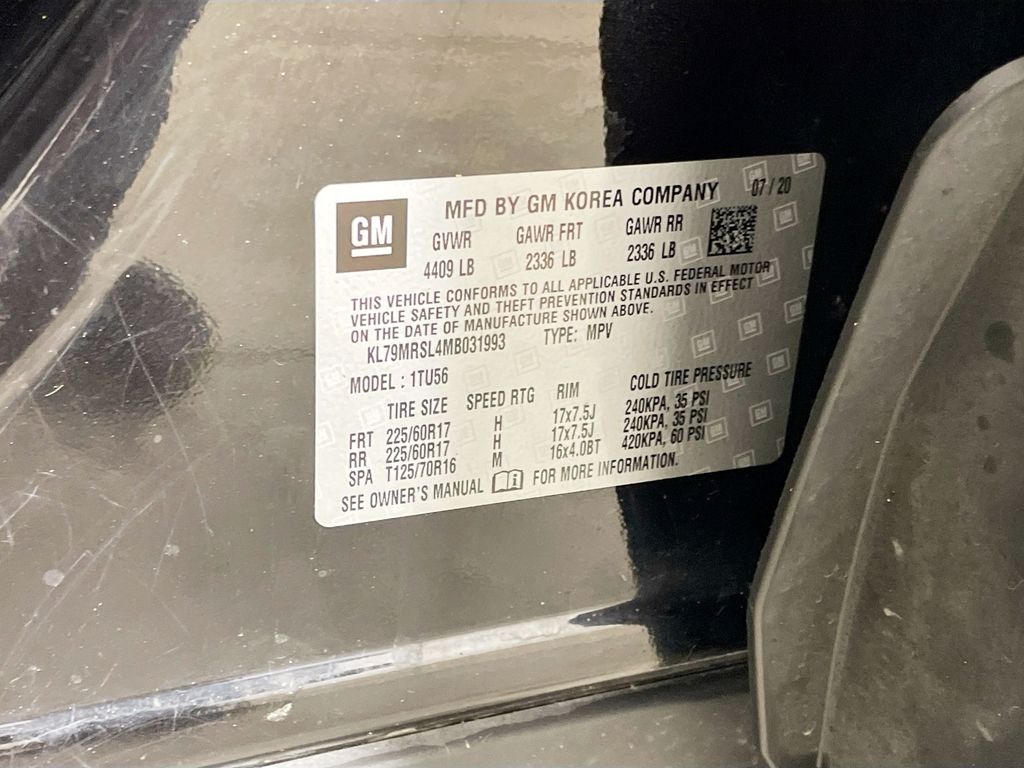 GM
MFD BY GM KOREA COMPANY 07 / 20
GVWR GAWR FRT GAWR RR
4409 LB 2336 LB 2336 LB
THIS VEHICLE CONFORMS TO ALL APPLICABLE U.S. FEDERAL MOTOR
VEHICLE SAFETY AND THEFT PREVENTION STANDARDS IN EFFECT
ON THE DATE OF MANUFACTURE SHOWN ABOVE.
KL79MRSL4MB031993 TYPE: MPV
MODEL : 1TU56
TIRE SIZE SPEED RTG RIM COLD TIRE PRESSURE
FRT 225/60R17 H 17x7.5J 240KPA, 35 PSI
RR 225/60R17 H 17x7.5J 240KPA, 35 PSI
SPA T125/70R16 M 16x4.0BT 420KPA, 60 PSI
SEE OWNER'S MANUAL i FOR MORE INFORMATION.